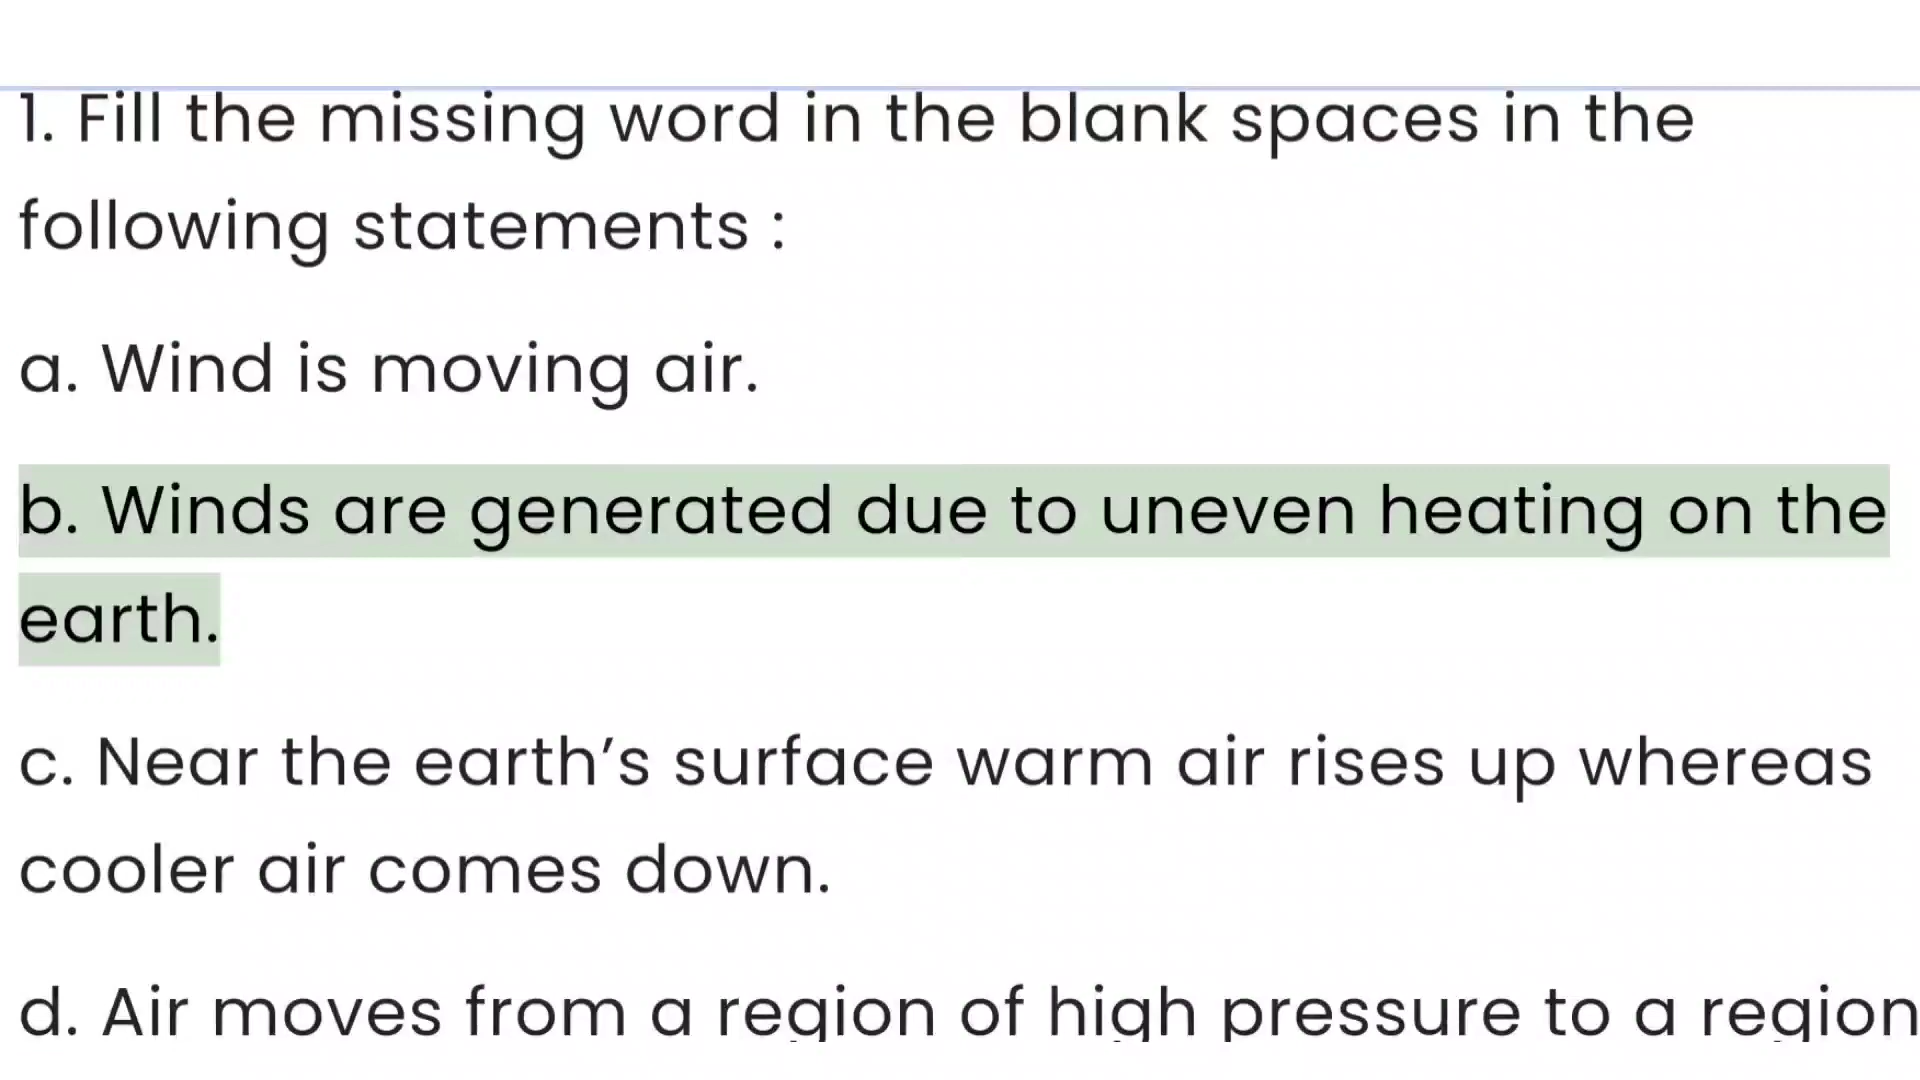 1. Fill the missing word in the blank spaces in the
following statements :
a. Wind is moving air.
b. Winds are generated due to uneven heating on the
earth.
c. Near the earth’s surface warm air rises up whereas
cooler air comes down.
d. Air moves from a region of high pressure to a region